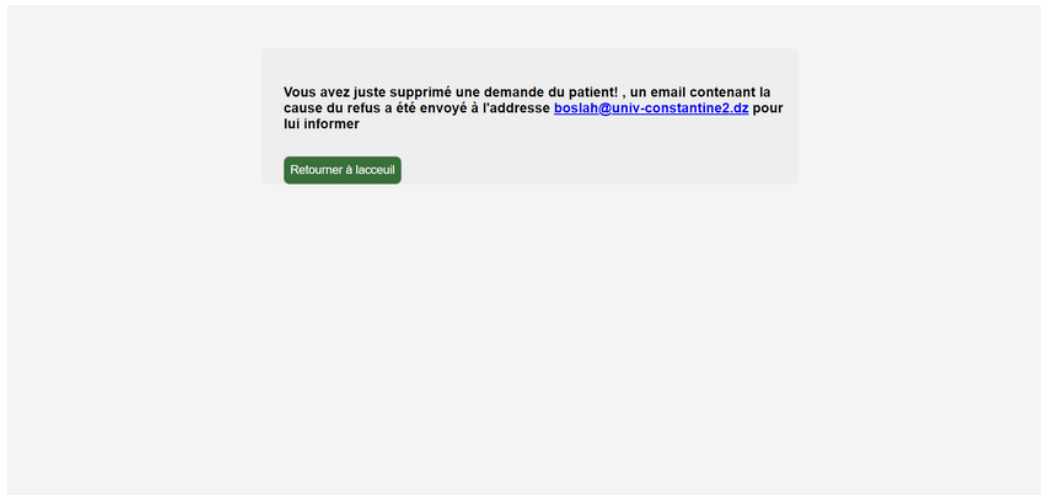 Vous avez juste supprimé une demande du patient! , un email contenant la
cause du refus a été envoyé à l'addresse boslah@univ-constantine2.dz pour
lui informer
Retourner à lacceuil